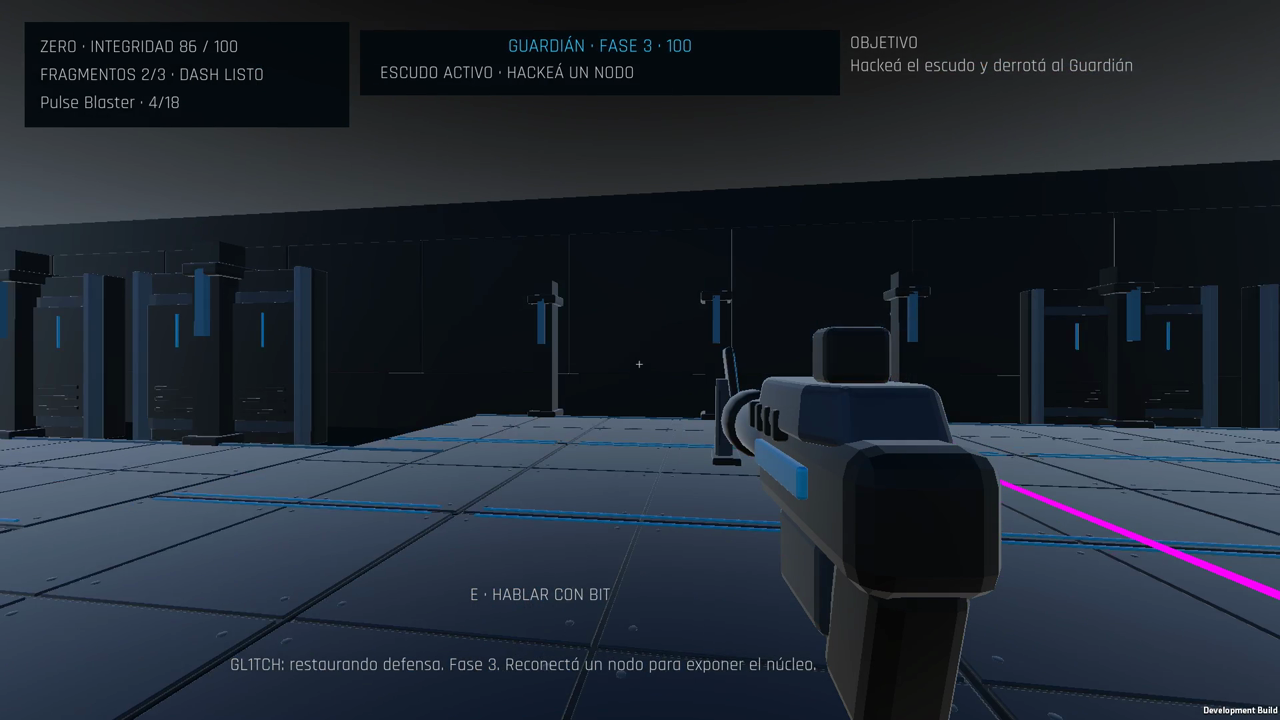 ZERO · INTEGRIDAD 86 / 100
FRAGMENTOS 2/3 · DASH LISTO
Pulse Blaster · 4/18
GUARDIÁN · FASE 3 · 100
ESCUDO ACTIVO · HACKEÁ UN NODO
OBJETIVO
Hackeá el escudo y derrotá al Guardián
E · HABLAR CON BIT
GL1TCH: restaurando defensa. Fase 3. Reconectá un nodo para exponer el núcleo.
Development Build